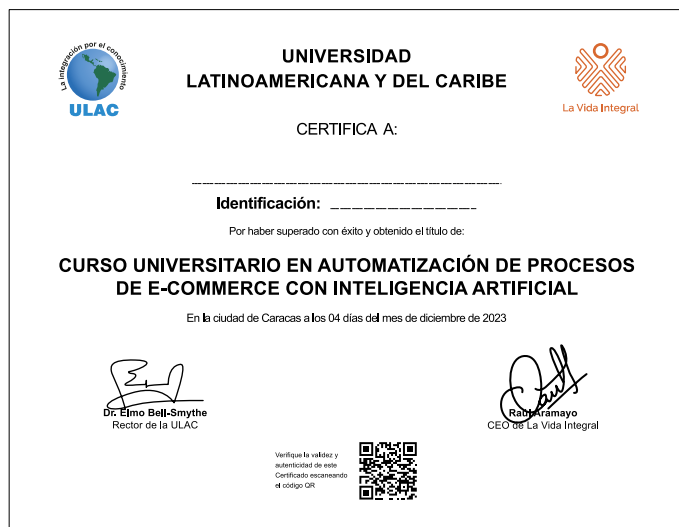 La integración por el conocimiento
ULAC
UNIVERSIDAD
LATINOAMERICANA Y DEL CARIBE
La Vida Integral
CERTIFICA A:
Identificación:
Por haber superado con éxito y obtenido el título de:
CURSO UNIVERSITARIO EN AUTOMATIZACIÓN DE PROCESOS
DE E-COMMERCE CON INTELIGENCIA ARTIFICIAL
En la ciudad de Caracas a los 04 días del mes de diciembre de 2023
Dr. Elmo Bell-Smythe
Rector de la ULAC
Raúl Aramayo
CEO de La Vida Integral
Verifique la validez y
autenticidad de este
Certificado escaneando
el código QR